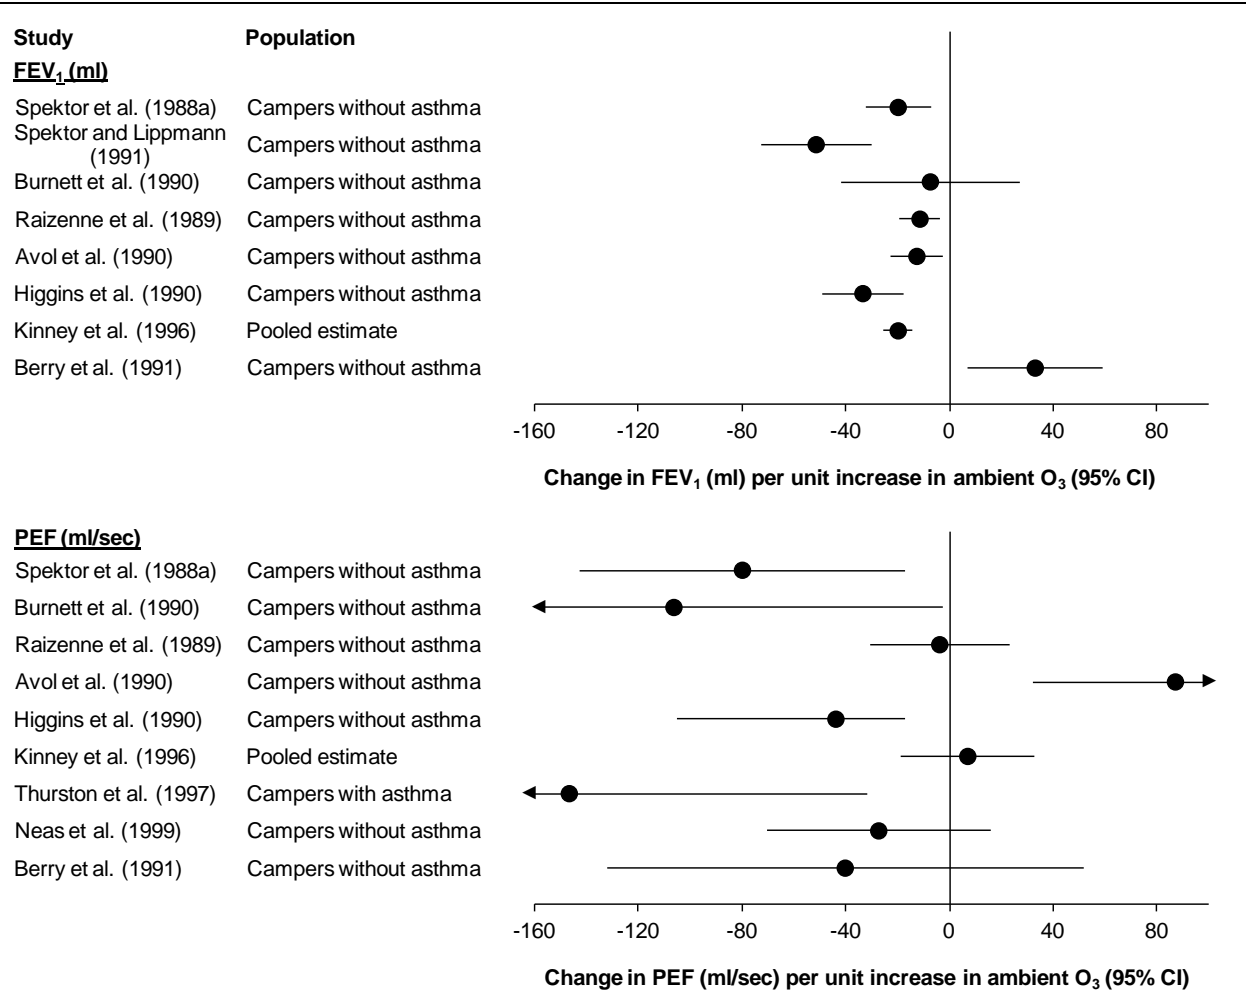 Study Population
FEV₁ (ml)
Spektor et al. (1988a) Campers without asthma
Spektor and Lippmann
(1991) Campers without asthma
Burnett et al. (1990) Campers without asthma
Raizenne et al. (1989) Campers without asthma
Avol et al. (1990) Campers without asthma
Higgins et al. (1990) Campers without asthma
Kinney et al. (1996) Pooled estimate
Berry et al. (1991) Campers without asthma
-160 -120 -80 -40 0 40 80
Change in FEV₁ (ml) per unit increase in ambient O₃ (95% CI)
PEF (ml/sec)
Spektor et al. (1988a) Campers without asthma
Burnett et al. (1990) Campers without asthma
Raizenne et al. (1989) Campers without asthma
Avol et al. (1990) Campers without asthma
Higgins et al. (1990) Campers without asthma
Kinney et al. (1996) Pooled estimate
Thurston et al. (1997) Campers with asthma
Neas et al. (1999) Campers without asthma
Berry et al. (1991) Campers without asthma
-160 -120 -80 -40 0 40 80
Change in PEF (ml/sec) per unit increase in ambient O₃ (95% CI)